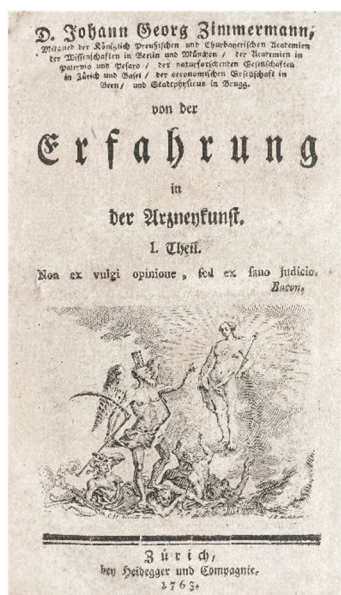 D. Johann Georg Zimmermann,
Mitglied der Königlich Preußischen und Churbayerischen Academien
der Wissenschaften in Berlin und München / der Academien in
Palermo und Pesaro / der naturforschenden Gesellschaften
in Zürich und Basel / der oeconomischen Gesellschaft in
Bern, und Stadtphysicus in Brugg.
von der
Erfahrung
in
der Arzneykunst.
I. Theil.
Non ex vulgi opinione, sed ex sano judicio.
Bacon.
Zürich,
bey Heidegger und Compagnie.
1763.